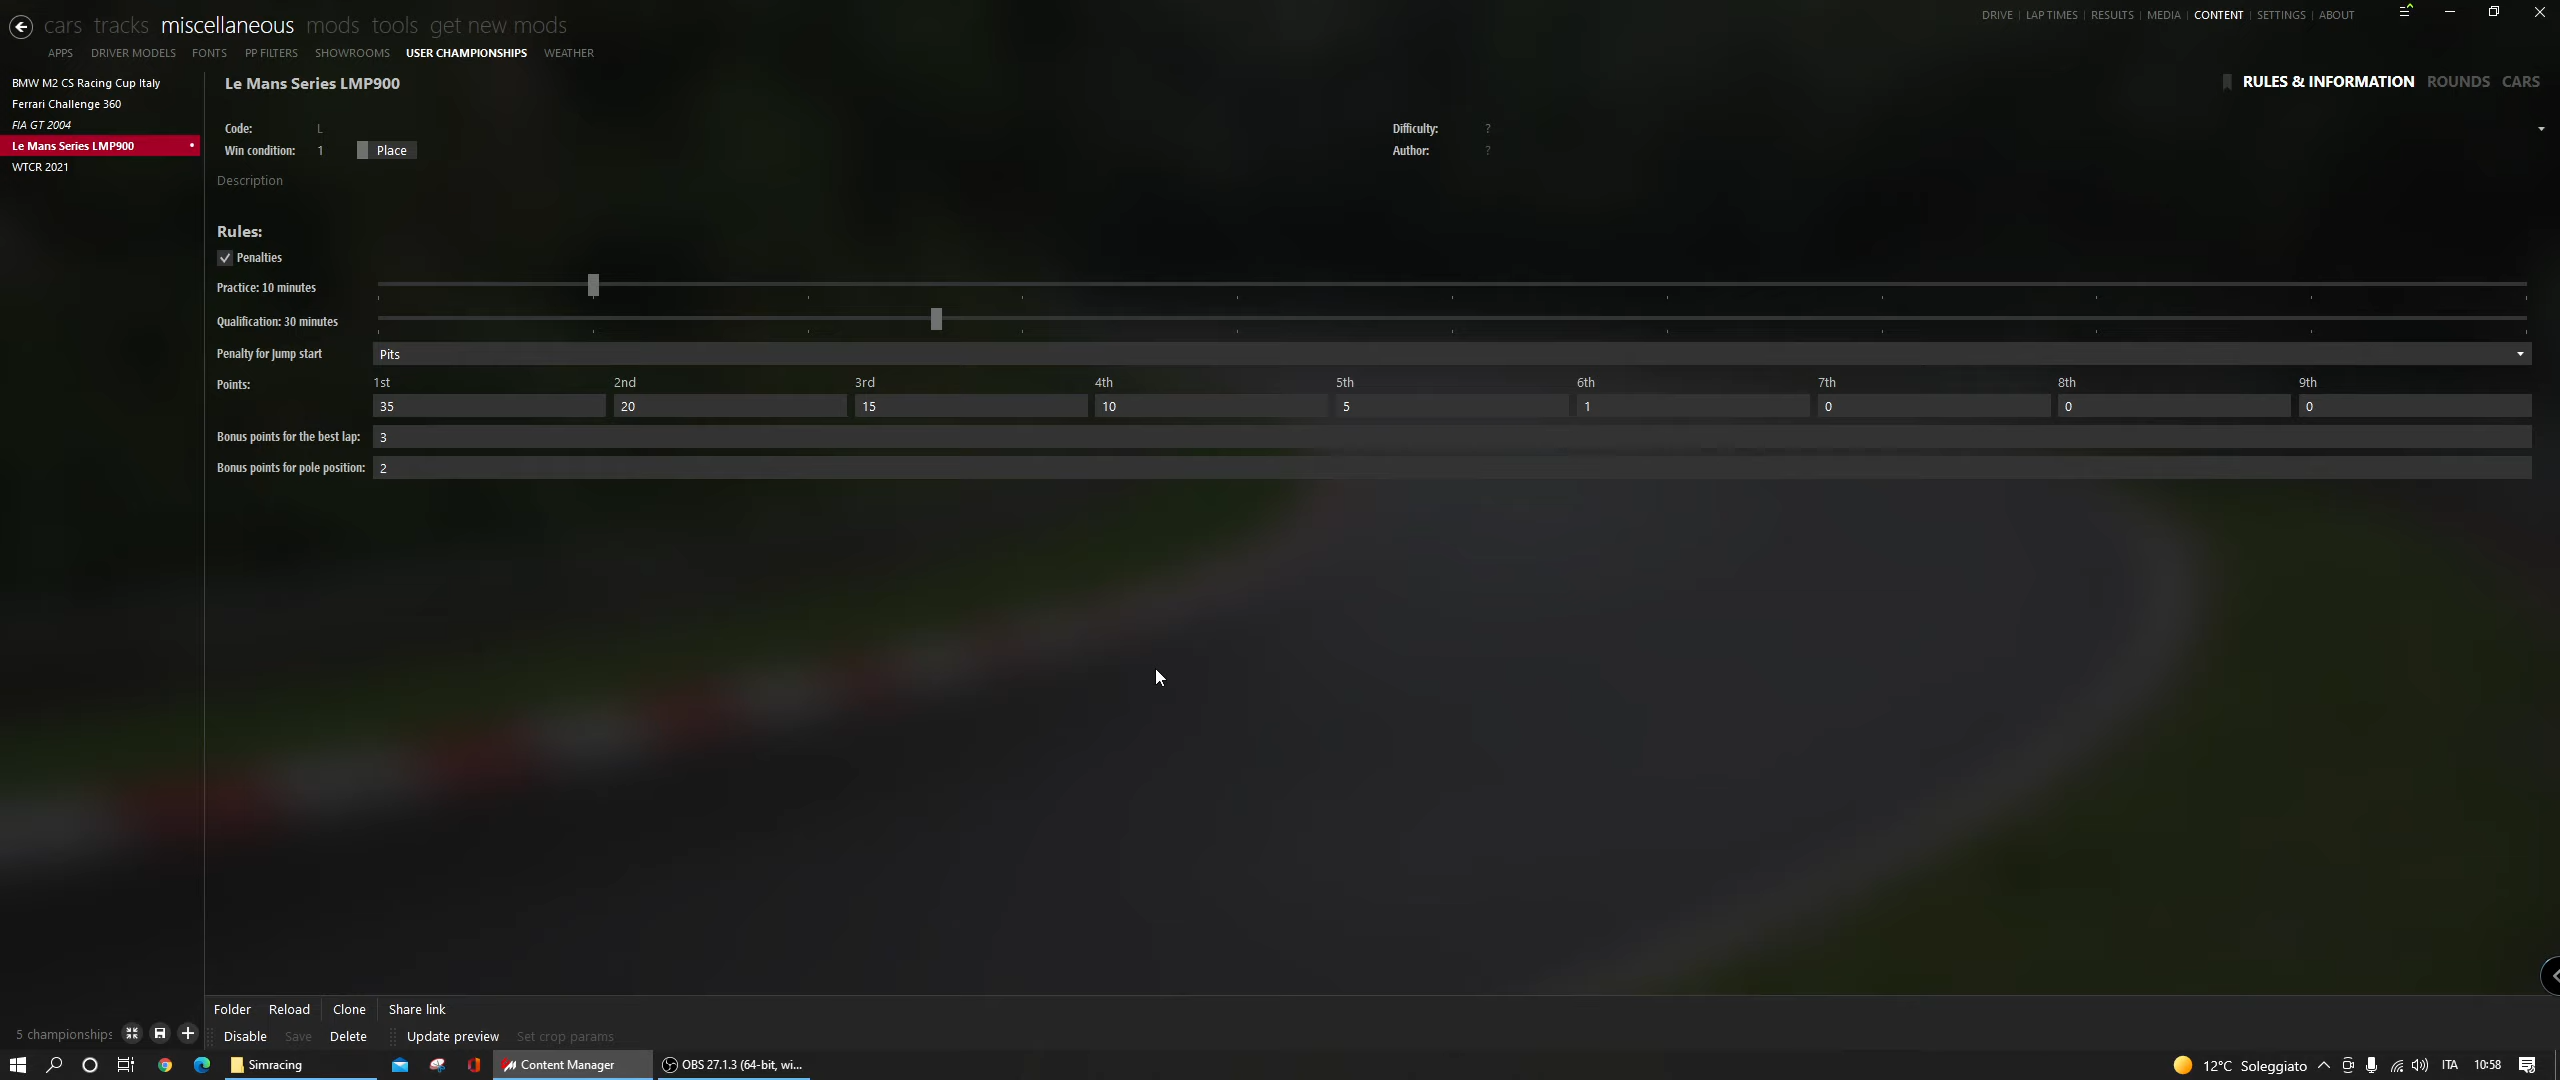 cars tracks miscellaneous mods tools get new mods
DRIVE LAP TIMES RESULTS MEDIA CONTENT SETTINGS ABOUT
APPS DRIVER MODELS FONTS PP FILTERS SHOWROOMS USER CHAMPIONSHIPS WEATHER
BMW M2 CS Racing Cup Italy
Ferrari Challenge 360
FIA GT 2004
Le Mans Series LMP900
WTCR 2021
Le Mans Series LMP900
RULES & INFORMATION ROUNDS CARS
Code: L
Difficulty: ?
Win condition: 1 Place
Author: ?
Description
Rules:
Penalties
Practice: 10 minutes
Qualification: 30 minutes
Penalty for jump start Pits
Points: 1st 2nd 3rd 4th 5th 6th 7th 8th 9th
35 20 15 10 5 1 0 0 0
Bonus points for the best lap: 3
Bonus points for pole position: 2
Folder Reload Clone Share link
5 championships
Disable Save Delete Update preview Set crop params
Simracing Content Manager OBS 27.1.3 (64-bit, wi... 12°C Soleggiato ITA 10:58